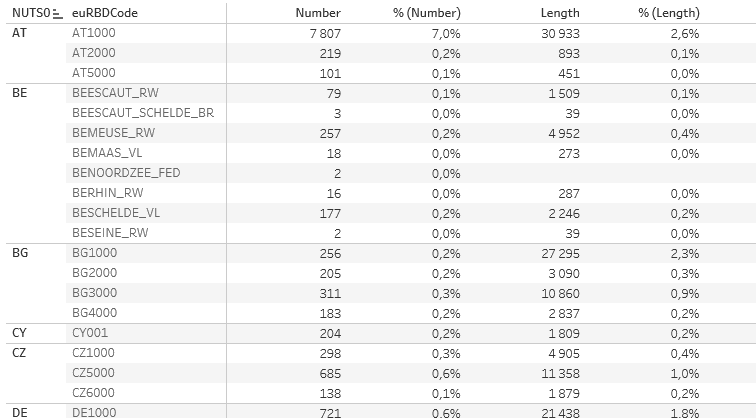 NUTS0 euRBDCode Number % (Number) Length % (Length)
AT AT1000 7 807 7,0% 30 933 2,6%
AT2000 219 0,2% 893 0,1%
AT5000 101 0,1% 451 0,0%
BE BEESCAUT_RW 79 0,1% 1 509 0,1%
BEESCAUT_SCHELDE_BR 3 0,0% 39 0,0%
BEMEUSE_RW 257 0,2% 4 952 0,4%
BEMAAS_VL 18 0,0% 273 0,0%
BENOORDZEE_FED 2 0,0%
BERHIN_RW 16 0,0% 287 0,0%
BESCHELDE_VL 177 0,2% 2 246 0,2%
BESEINE_RW 2 0,0% 39 0,0%
BG BG1000 256 0,2% 27 295 2,3%
BG2000 205 0,2% 3 090 0,3%
BG3000 311 0,3% 10 860 0,9%
BG4000 183 0,2% 2 837 0,2%
CY CY001 204 0,2% 1 809 0,2%
CZ CZ1000 298 0,3% 4 905 0,4%
CZ5000 685 0,6% 11 358 1,0%
CZ6000 138 0,1% 1 879 0,2%
DE DE1000 721 0,6% 21 438 1,8%